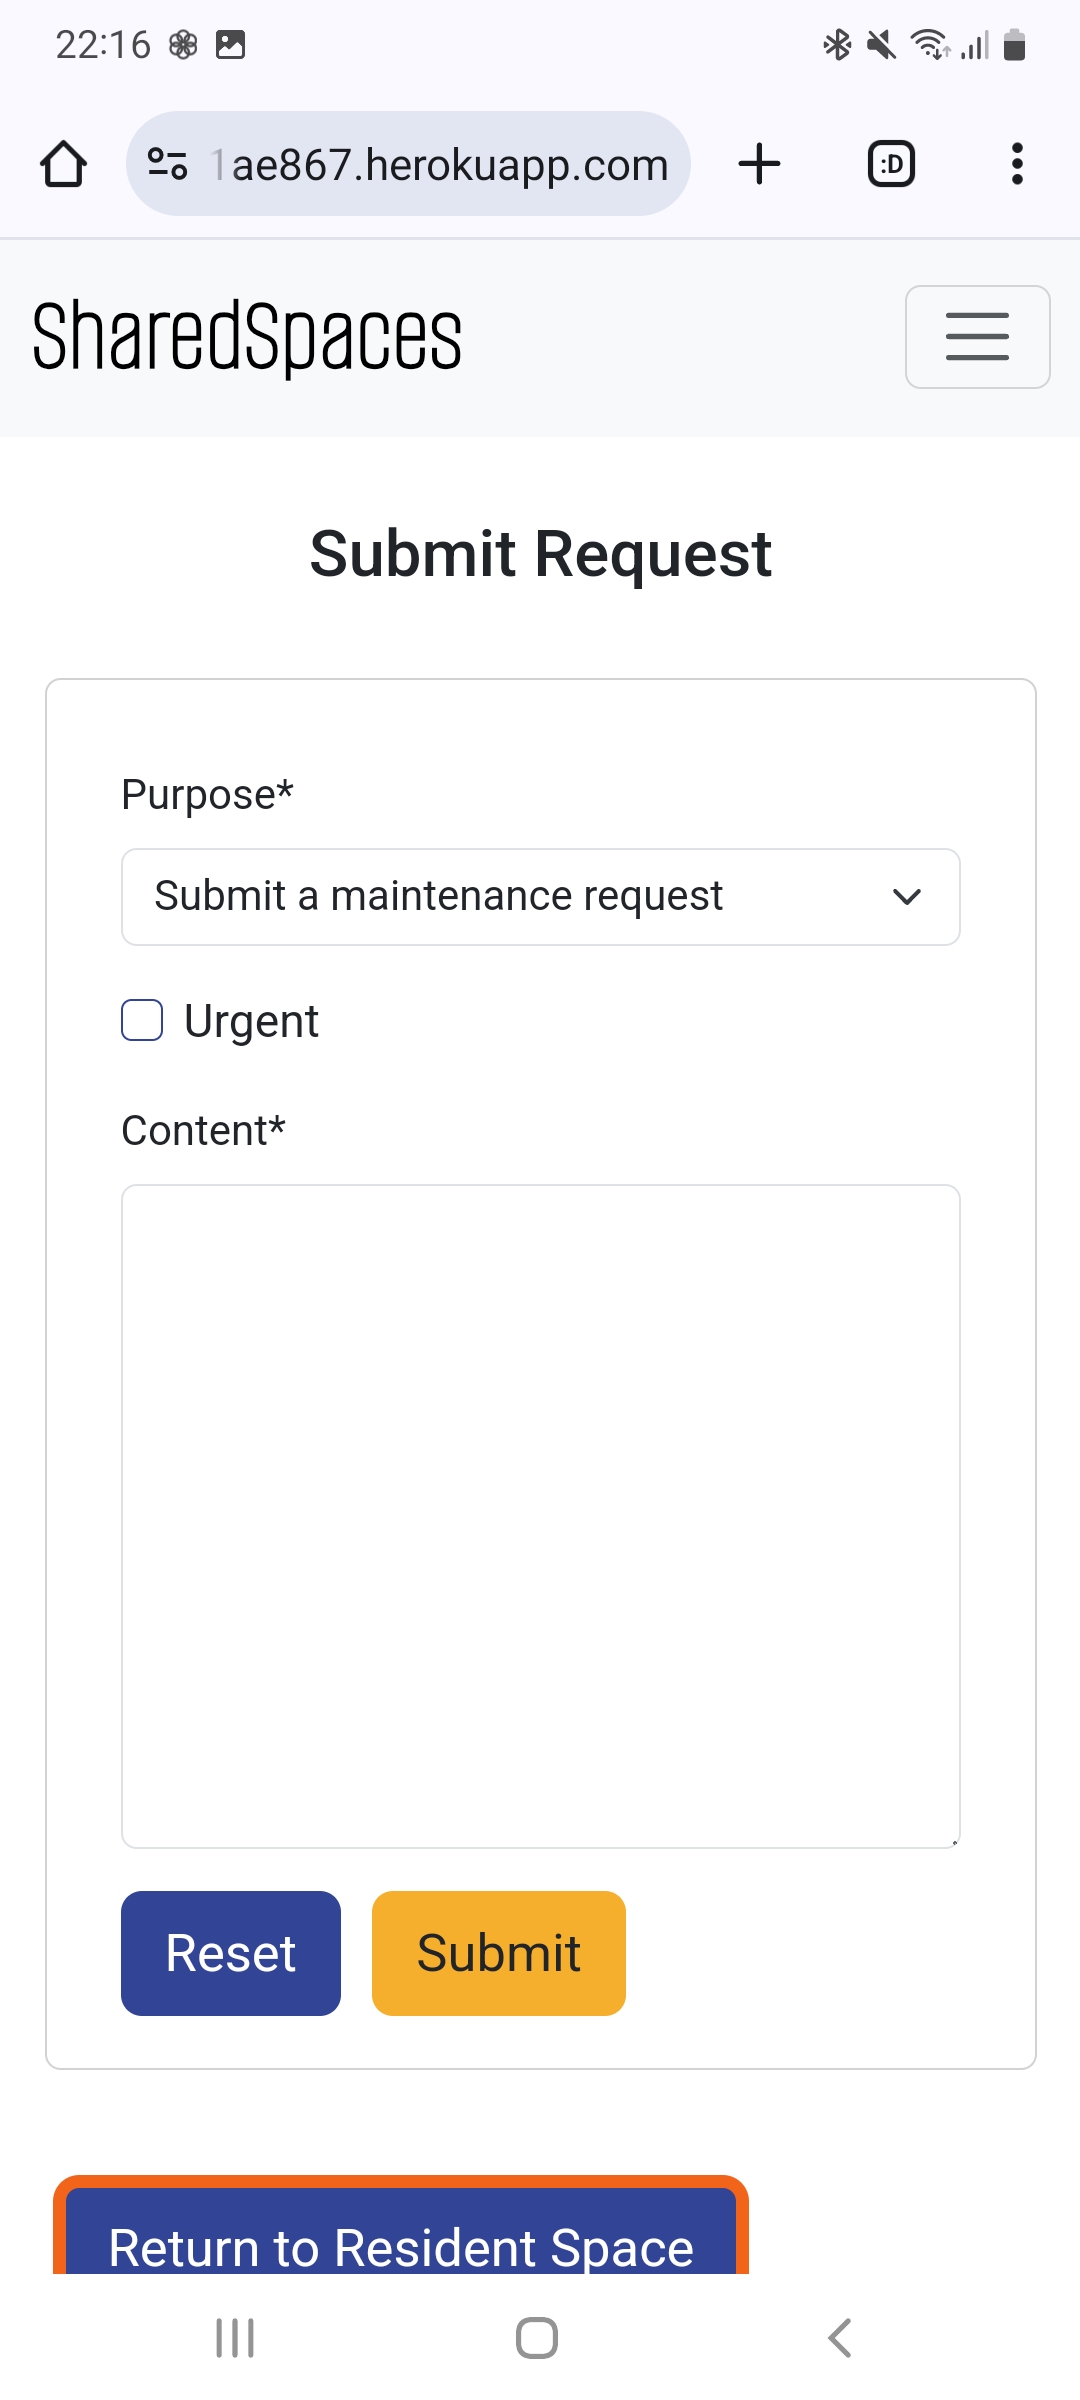 22:16
1ae867.herokuapp.com
:D
SharedSpaces
Submit Request
Purpose*
Submit a maintenance request
Urgent
Content*
Reset
Submit
Return to Resident Space